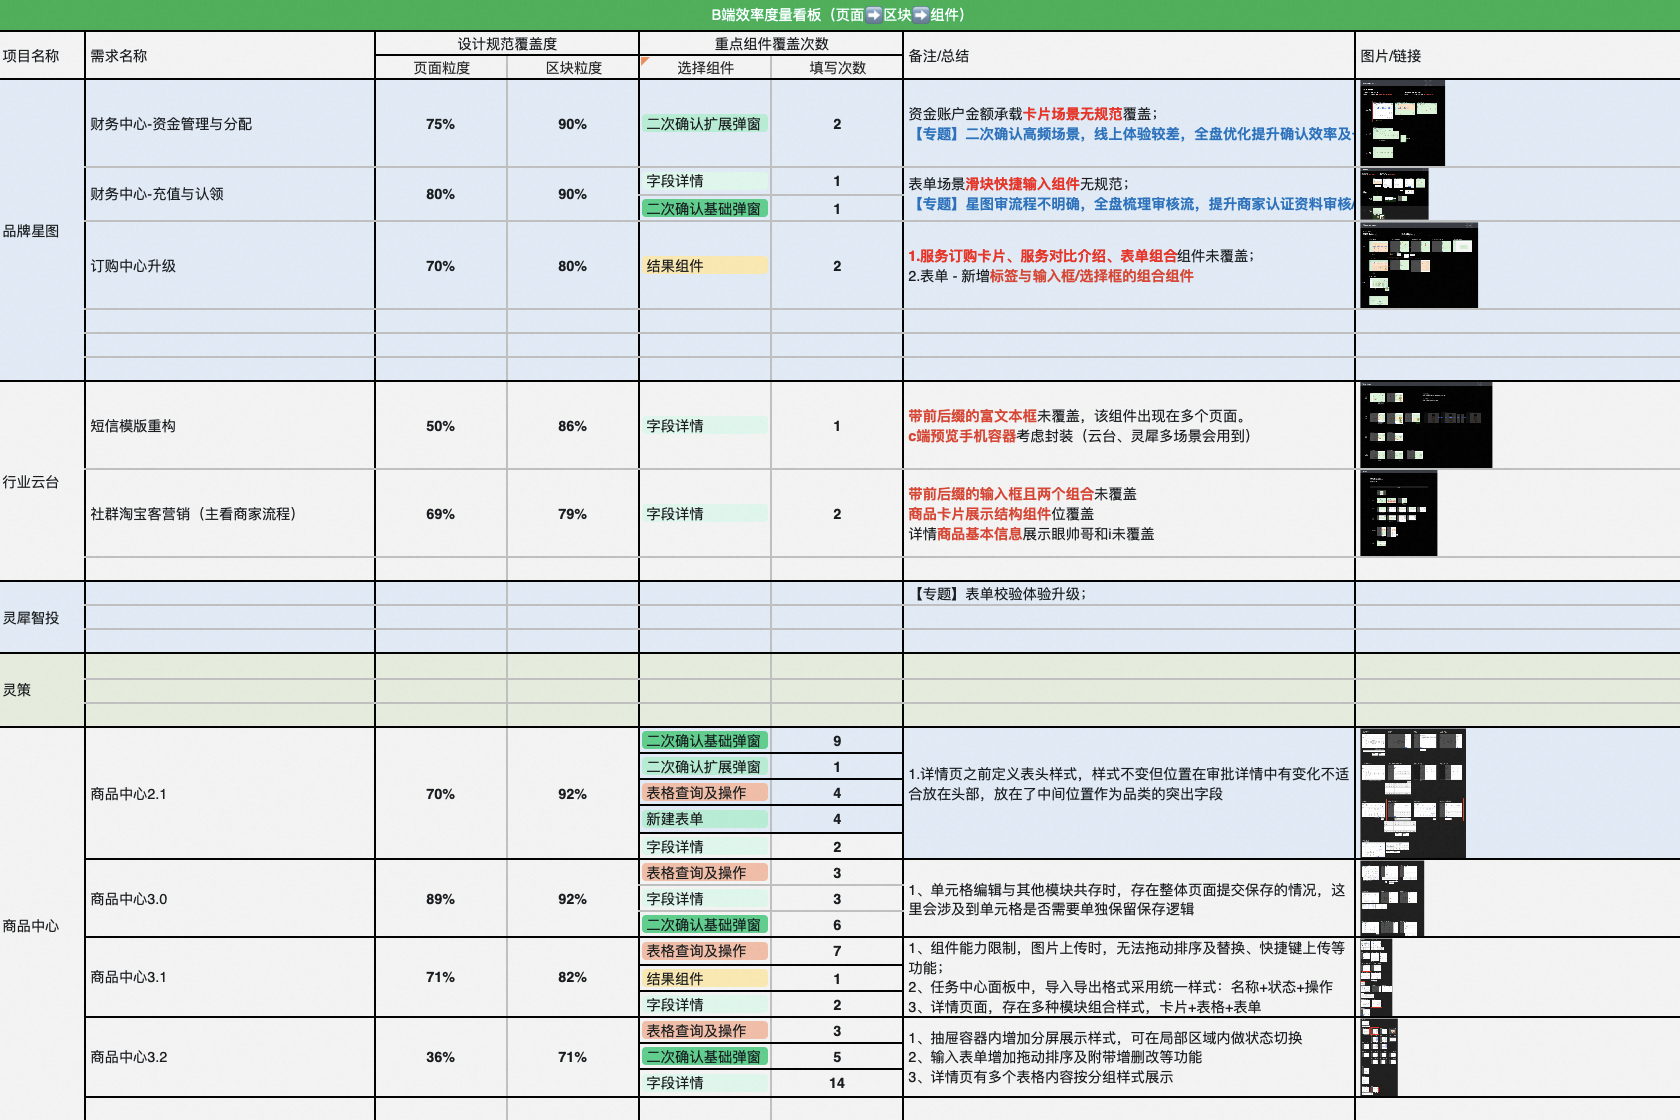 B端效率度量看板（页面➡️区块➡️组件）
项目名称 需求名称 设计规范覆盖度 重点组件覆盖次数 备注/总结 图片/链接
页面粒度 区块粒度 选择组件 填写次数
品牌星图
财务中心-资金管理与分配 75% 90% 二次确认扩展弹窗 2
资金账户金额承载卡片场景无规范覆盖；
【专题】二次确认高频场景，线上体验较差，全盘优化提升确认效率及
财务中心-充值与认领 80% 90%
字段详情 1
二次确认基础弹窗 1
表单场景滑块快捷输入组件无规范；
【专题】星图审流程不明确，全盘梳理审核流，提升商家认证资料审核
订购中心升级 70% 80% 结果组件 2
1.服务订购卡片、服务对比介绍、表单组合组件未覆盖；
2.表单 - 新增标签与输入框/选择框的组合组件
行业云台
短信模版重构 50% 86% 字段详情 1
带前后缀的富文本框未覆盖，该组件出现在多个页面。
c端预览手机容器考虑封装（云台、灵犀多场景会用到）
社群淘宝客营销（主看商家流程） 69% 79% 字段详情 2
带前后缀的输入框且两个组合未覆盖
商品卡片展示结构组件位覆盖
详情商品基本信息展示眼帅哥和i未覆盖
灵犀智投
【专题】表单校验体验升级；
灵策
商品中心
商品中心2.1 70% 92%
二次确认基础弹窗 9
二次确认扩展弹窗 1
表格查询及操作 4
新建表单 4
字段详情 2
1.详情页之前定义表头样式，样式不变但位置在审批详情中有变化不适
合放在头部，放在了中间位置作为品类的突出字段
商品中心3.0 89% 92%
表格查询及操作 3
字段详情 3
二次确认基础弹窗 6
1、单元格编辑与其他模块共存时，存在整体页面提交保存的情况，这
里会涉及到单元格是否需要单独保留保存逻辑
商品中心3.1 71% 82%
表格查询及操作 7
结果组件 1
字段详情 2
1、组件能力限制，图片上传时，无法拖动排序及替换、快捷键上传等
功能；
2、任务中心面板中，导入导出格式采用统一样式：名称+状态+操作
3、详情页面，存在多种模块组合样式，卡片+表格+表单
商品中心3.2 36% 71%
表格查询及操作 3
二次确认基础弹窗 5
字段详情 14
1、抽屉容器内增加分屏展示样式，可在局部区域内做状态切换
2、输入表单增加拖动排序及附带增删改等功能
3、详情页有多个表格内容按分组样式展示